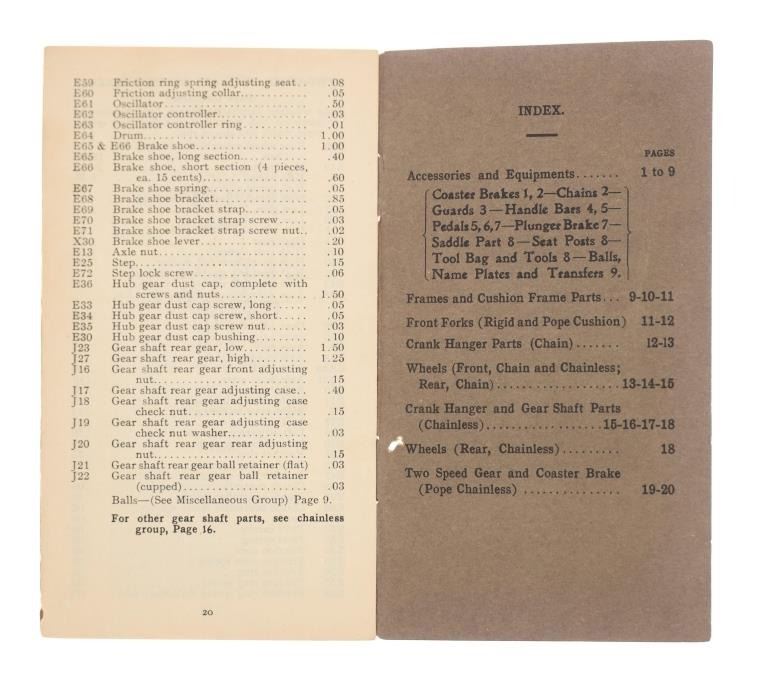 E59 Friction ring spring adjusting seat.. .08
E60 Friction adjusting collar........... .05
E61 Oscillator........................ .50
E62 Oscillator controller............... .03
E63 Oscillator controller ring........... .01
E64 Drum............................ 1.00
E65 & E66 Brake shoe.................... 1.00
E65 Brake shoe, long section............ .40
E66 Brake shoe, short section (4 pieces,
ea. 15 cents).................. .60
E67 Brake shoe spring.................. .05
E68 Brake shoe bracket................. .85
E69 Brake shoe bracket strap............ .05
E70 Brake shoe bracket strap screw...... .03
E71 Brake shoe bracket strap screw nut.. .02
X30 Brake shoe lever................... .20
E13 Axle nut.......................... .10
E25 Step............................. .15
E72 Step lock screw.................... .06
E36 Hub gear dust cap, complete with
screws and nuts............... 1.50
E33 Hub gear dust cap screw, long....... .05
E34 Hub gear dust cap screw, short...... .05
E35 Hub gear dust cap screw nut........ .03
E30 Hub gear dust cap bushing.......... .10
J23 Gear shaft rear gear, low........... 1.50
J27 Gear shaft rear gear, high.......... 1.25
J16 Gear shaft rear gear front adjusting
nut........................... .15
J17 Gear shaft rear gear adjusting case.. .40
J18 Gear shaft rear gear adjusting case
check nut.................... .15
J19 Gear shaft rear gear adjusting case
check nut washer.............. .03
J20 Gear shaft rear gear rear adjusting
nut........................... .15
J21 Gear shaft rear gear ball retainer (flat) .03
J22 Gear shaft rear gear ball retainer
(cupped)...................... .03
Balls—(See Miscellaneous Group) Page 9.
For other gear shaft parts, see chainless
group, Page 16.
20
INDEX.
PAGES
Accessories and Equipments....... 1 to 9
Coaster Brakes 1, 2—Chains 2—
Guards 3—Handle Bars 4, 5—
Pedals 5, 6, 7—Plunger Brake 7—
Saddle Part 8—Seat Posts 8—
Tool Bag and Tools 8—Balls,
Name Plates and Transfers 9.
Frames and Cushion Frame Parts... 9-10-11
Front Forks (Rigid and Pope Cushion) 11-12
Crank Hanger Parts (Chain)....... 12-13
Wheels (Front, Chain and Chainless;
Rear, Chain)...................13-14-15
Crank Hanger and Gear Shaft Parts
(Chainless)..................15-16-17-18
Wheels (Rear, Chainless)......... 18
Two Speed Gear and Coaster Brake
(Pope Chainless) ............... 19-20